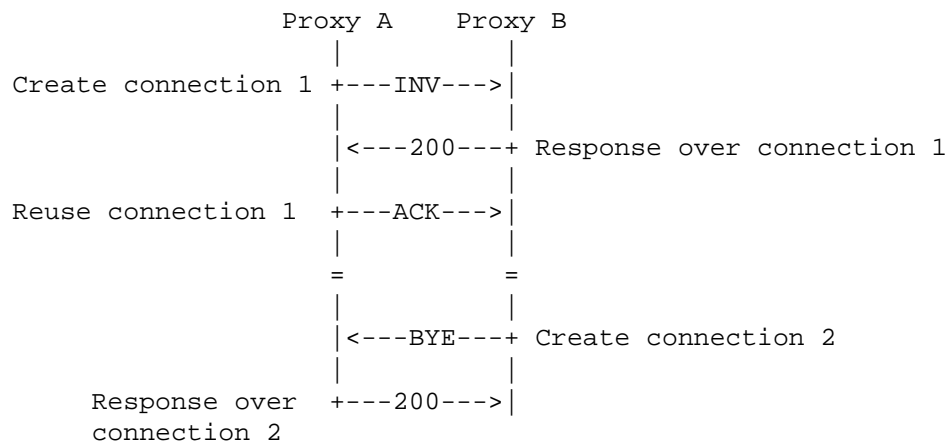 Proxy A Proxy B
| |
Create connection 1 +---INV--->|
| |
|<---200---+ Response over connection 1
| |
Reuse connection 1 +---ACK--->|
| |
= =
| |
|<---BYE---+ Create connection 2
| |
Response over +---200--->|
connection 2